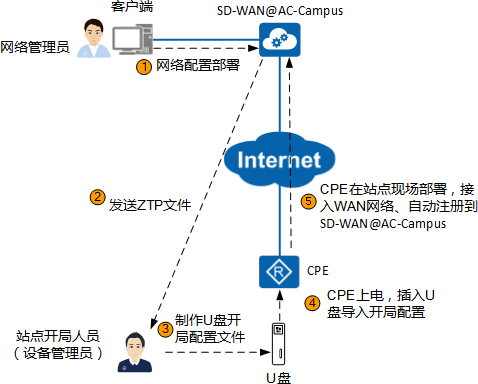 客户端
SD-WAN@AC-Campus
网络管理员
1 网络配置部署
Internet
2 发送ZTP文件
5 CPE在站点现场部署，接
入WAN网络、自动注册到
SD-WAN@AC-Campus
R
CPE
4 CPE上电，插入U
盘导入开局配置
3 制作U盘开
局配置文件
站点开局人员
（设备管理员）
U盘